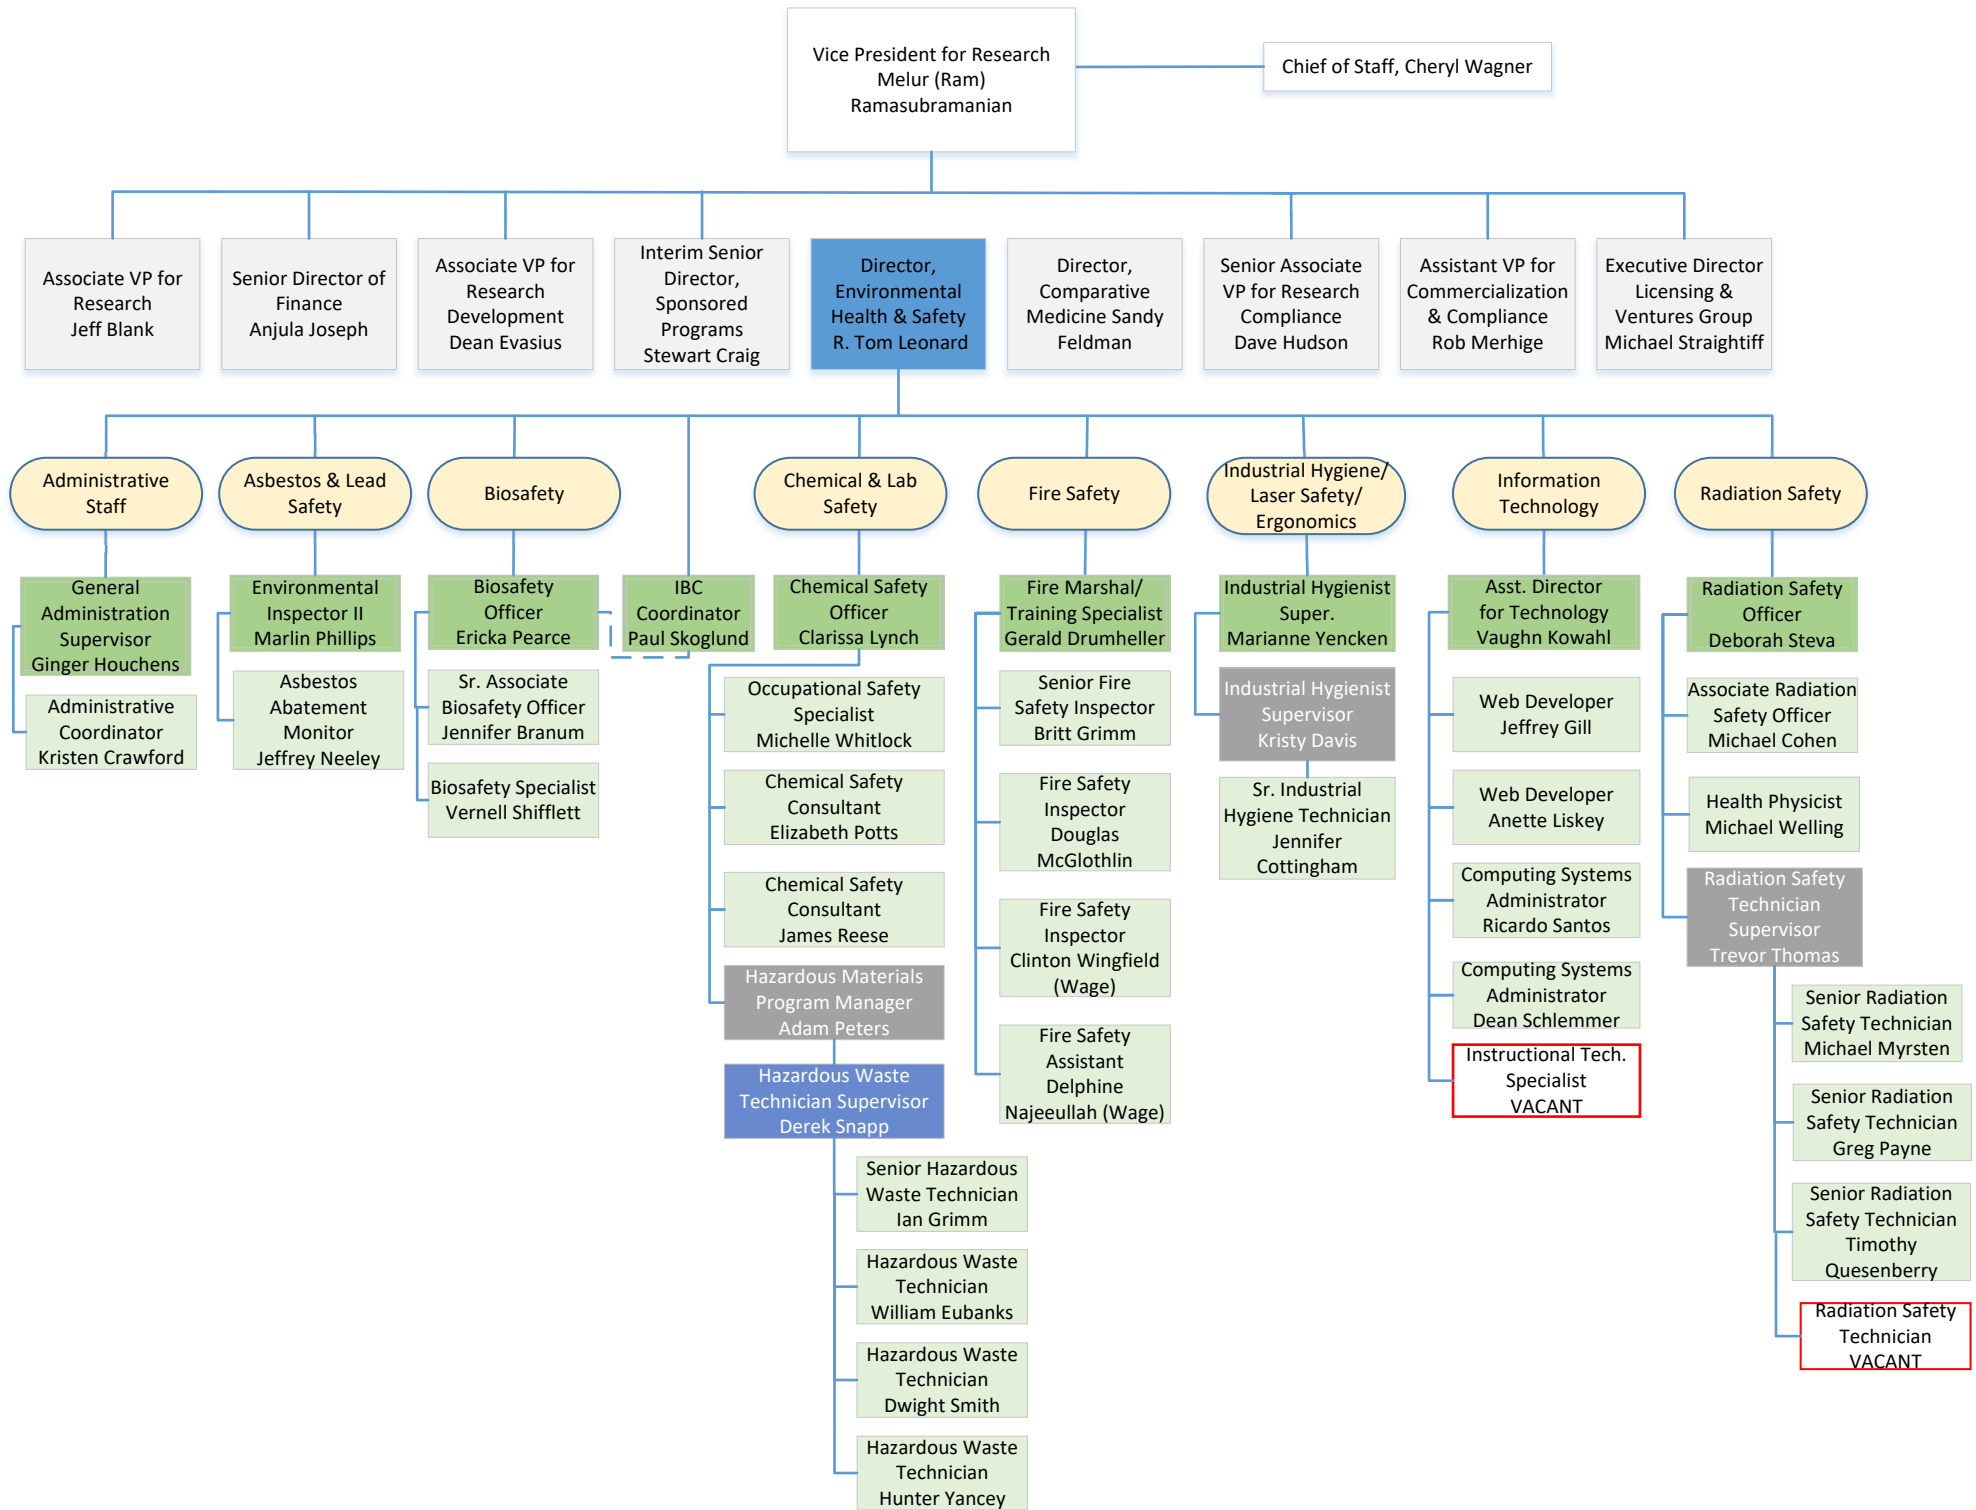 Vice President for Research
Melur (Ram)
Ramasubramanian
Chief of Staff, Cheryl Wagner
Associate VP for
Research
Jeff Blank
Senior Director of
Finance
Anjula Joseph
Associate VP for
Research
Development
Dean Evasius
Interim Senior
Director,
Sponsored
Programs
Stewart Craig
Director,
Environmental
Health & Safety
R. Tom Leonard
Director,
Comparative
Medicine Sandy
Feldman
Senior Associate
VP for Research
Compliance
Dave Hudson
Assistant VP for
Commercialization
& Compliance
Rob Merhige
Executive Director
Licensing &
Ventures Group
Michael Straightiff
Administrative
Staff
Asbestos & Lead
Safety
Biosafety
Chemical & Lab
Safety
Fire Safety
Industrial Hygiene/
Laser Safety/
Ergonomics
Information
Technology
Radiation Safety
General
Administration
Supervisor
Ginger Houchens
Administrative
Coordinator
Kristen Crawford
Environmental
Inspector II
Marlin Phillips
Asbestos
Abatement
Monitor
Jeffrey Neeley
Biosafety
Officer
Ericka Pearce
Sr. Associate
Biosafety Officer
Jennifer Branum
Biosafety Specialist
Vernell Shifflett
IBC
Coordinator
Paul Skoglund
Chemical Safety
Officer
Clarissa Lynch
Occupational Safety
Specialist
Michelle Whitlock
Chemical Safety
Consultant
Elizabeth Potts
Chemical Safety
Consultant
James Reese
Hazardous Materials
Program Manager
Adam Peters
Hazardous Waste
Technician Supervisor
Derek Snapp
Senior Hazardous
Waste Technician
Ian Grimm
Hazardous Waste
Technician
William Eubanks
Hazardous Waste
Technician
Dwight Smith
Hazardous Waste
Technician
Hunter Yancey
Fire Marshal/
Training Specialist
Gerald Drumheller
Senior Fire
Safety Inspector
Britt Grimm
Fire Safety
Inspector
Douglas
McGlothlin
Fire Safety
Inspector
Clinton Wingfield
(Wage)
Fire Safety
Assistant
Delphine
Najeeullah (Wage)
Industrial Hygienist
Super.
Marianne Yencken
Industrial Hygienist
Supervisor
Kristy Davis
Sr. Industrial
Hygiene Technician
Jennifer
Cottingham
Asst. Director
for Technology
Vaughn Kowahl
Web Developer
Jeffrey Gill
Web Developer
Anette Liskey
Computing Systems
Administrator
Ricardo Santos
Computing Systems
Administrator
Dean Schlemmer
Instructional Tech.
Specialist
VACANT
Radiation Safety
Officer
Deborah Steva
Associate Radiation
Safety Officer
Michael Cohen
Health Physicist
Michael Welling
Radiation Safety
Technician
Supervisor
Trevor Thomas
Senior Radiation
Safety Technician
Michael Myrsten
Senior Radiation
Safety Technician
Greg Payne
Senior Radiation
Safety Technician
Timothy
Quesenberry
Radiation Safety
Technician
VACANT